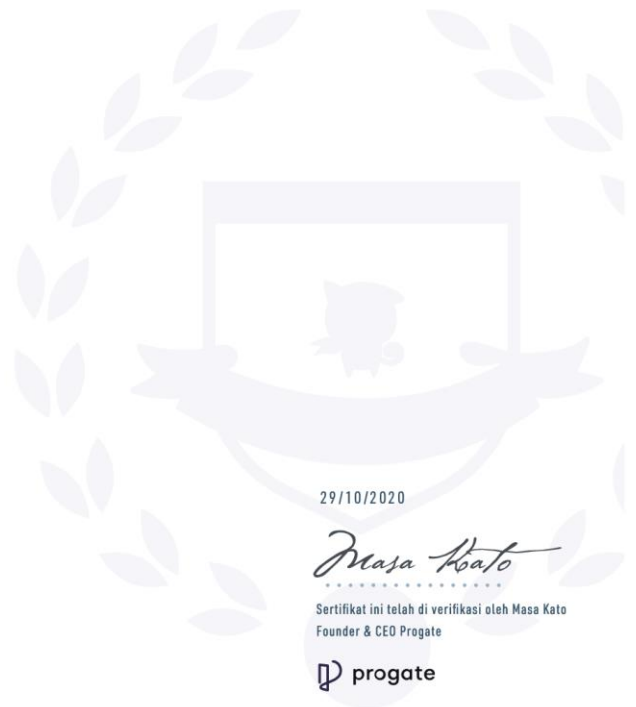 29/10/2020
Masa Kato
Sertifikat ini telah di verifikasi oleh Masa Kato
Founder & CEO Progate
progate